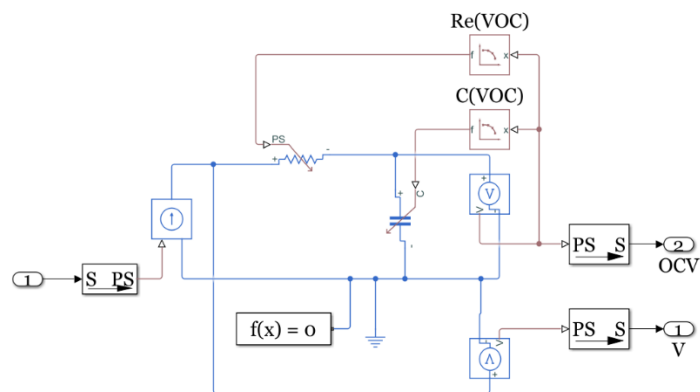 Re(VOC)
f x
C(VOC)
f x
PS
+ -
+ C
-
+ V
V
1
S PS
PS S
2
OCV
f(x) = 0
V
PS S
1
V
V
+